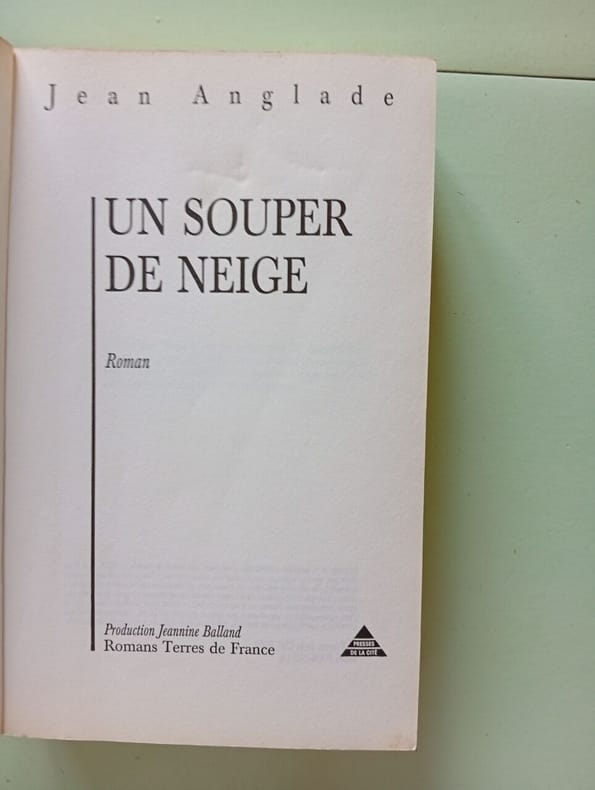 Jean Anglade
UN SOUPER
DE NEIGE
Roman
Production Jeannine Balland
Romans Terres de France
PRESSES
DE LA CITÉ